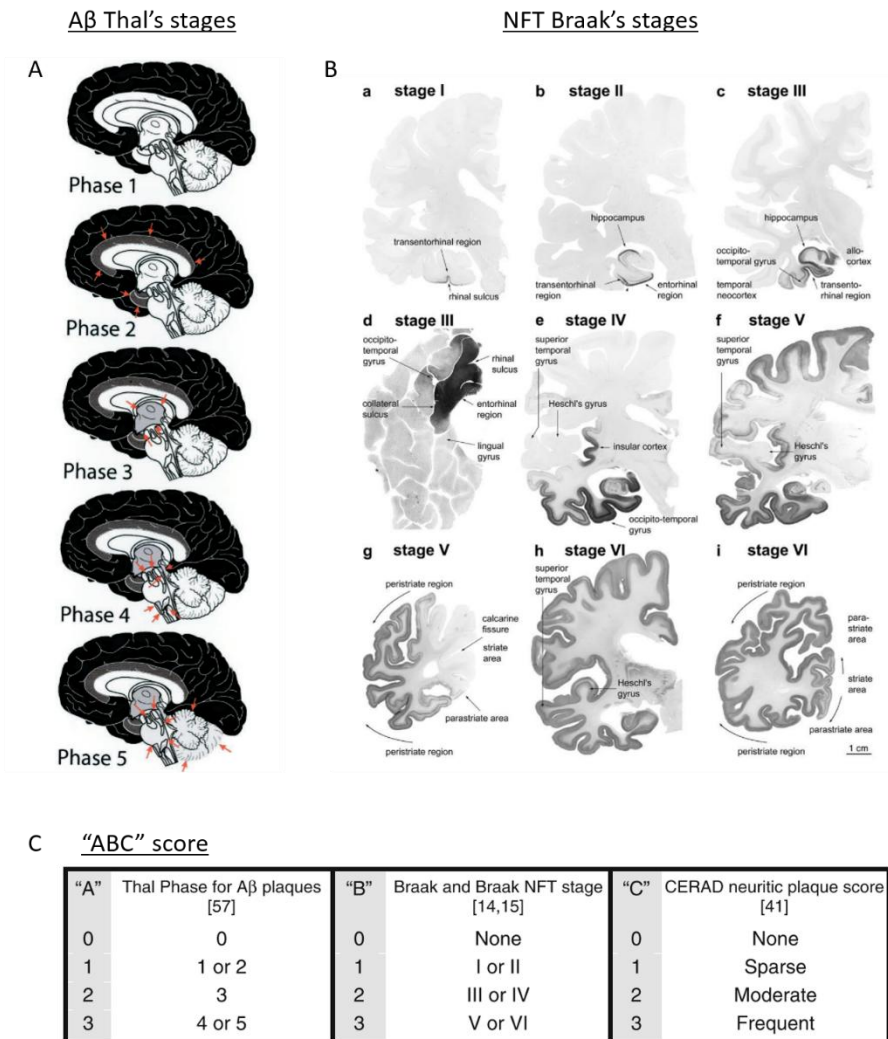 Aβ Thal’s stages
NFT Braak’s stages
A
Phase 1
Phase 2
Phase 3
Phase 4
Phase 5
B
a stage I
transentorhinal region
rhinal sulcus
b stage II
hippocampus
transentorhinal
region
entorhinal
region
c stage III
hippocampus
occipito-
temporal gyrus
allo-
cortex
temporal
neocortex
transento-
rhinal region
d stage III
occipito-
temporal
gyrus
rhinal
sulcus
collateral
sulcus
entorhinal
region
lingual
gyrus
e stage IV
superior
temporal
gyrus
Heschl's gyrus
insular cortex
occipito-temporal
gyrus
f stage V
superior
temporal
gyrus
Heschl's
gyrus
g stage V
peristriate region
calcarine
fissure
striate
area
parastriate area
peristriate region
h stage VI
superior
temporal
gyrus
Heschl's
gyrus
i stage VI
peristriate region
para-
striate
area
striate
area
parastriate area
peristriate region
1 cm
C “ABC” score
“A” Thal Phase for Aβ plaques [57] “B” Braak and Braak NFT stage [14,15] “C” CERAD neuritic plaque score [41]
0 0 0 None 0 None
1 1 or 2 1 I or II 1 Sparse
2 3 2 III or IV 2 Moderate
3 4 or 5 3 V or VI 3 Frequent